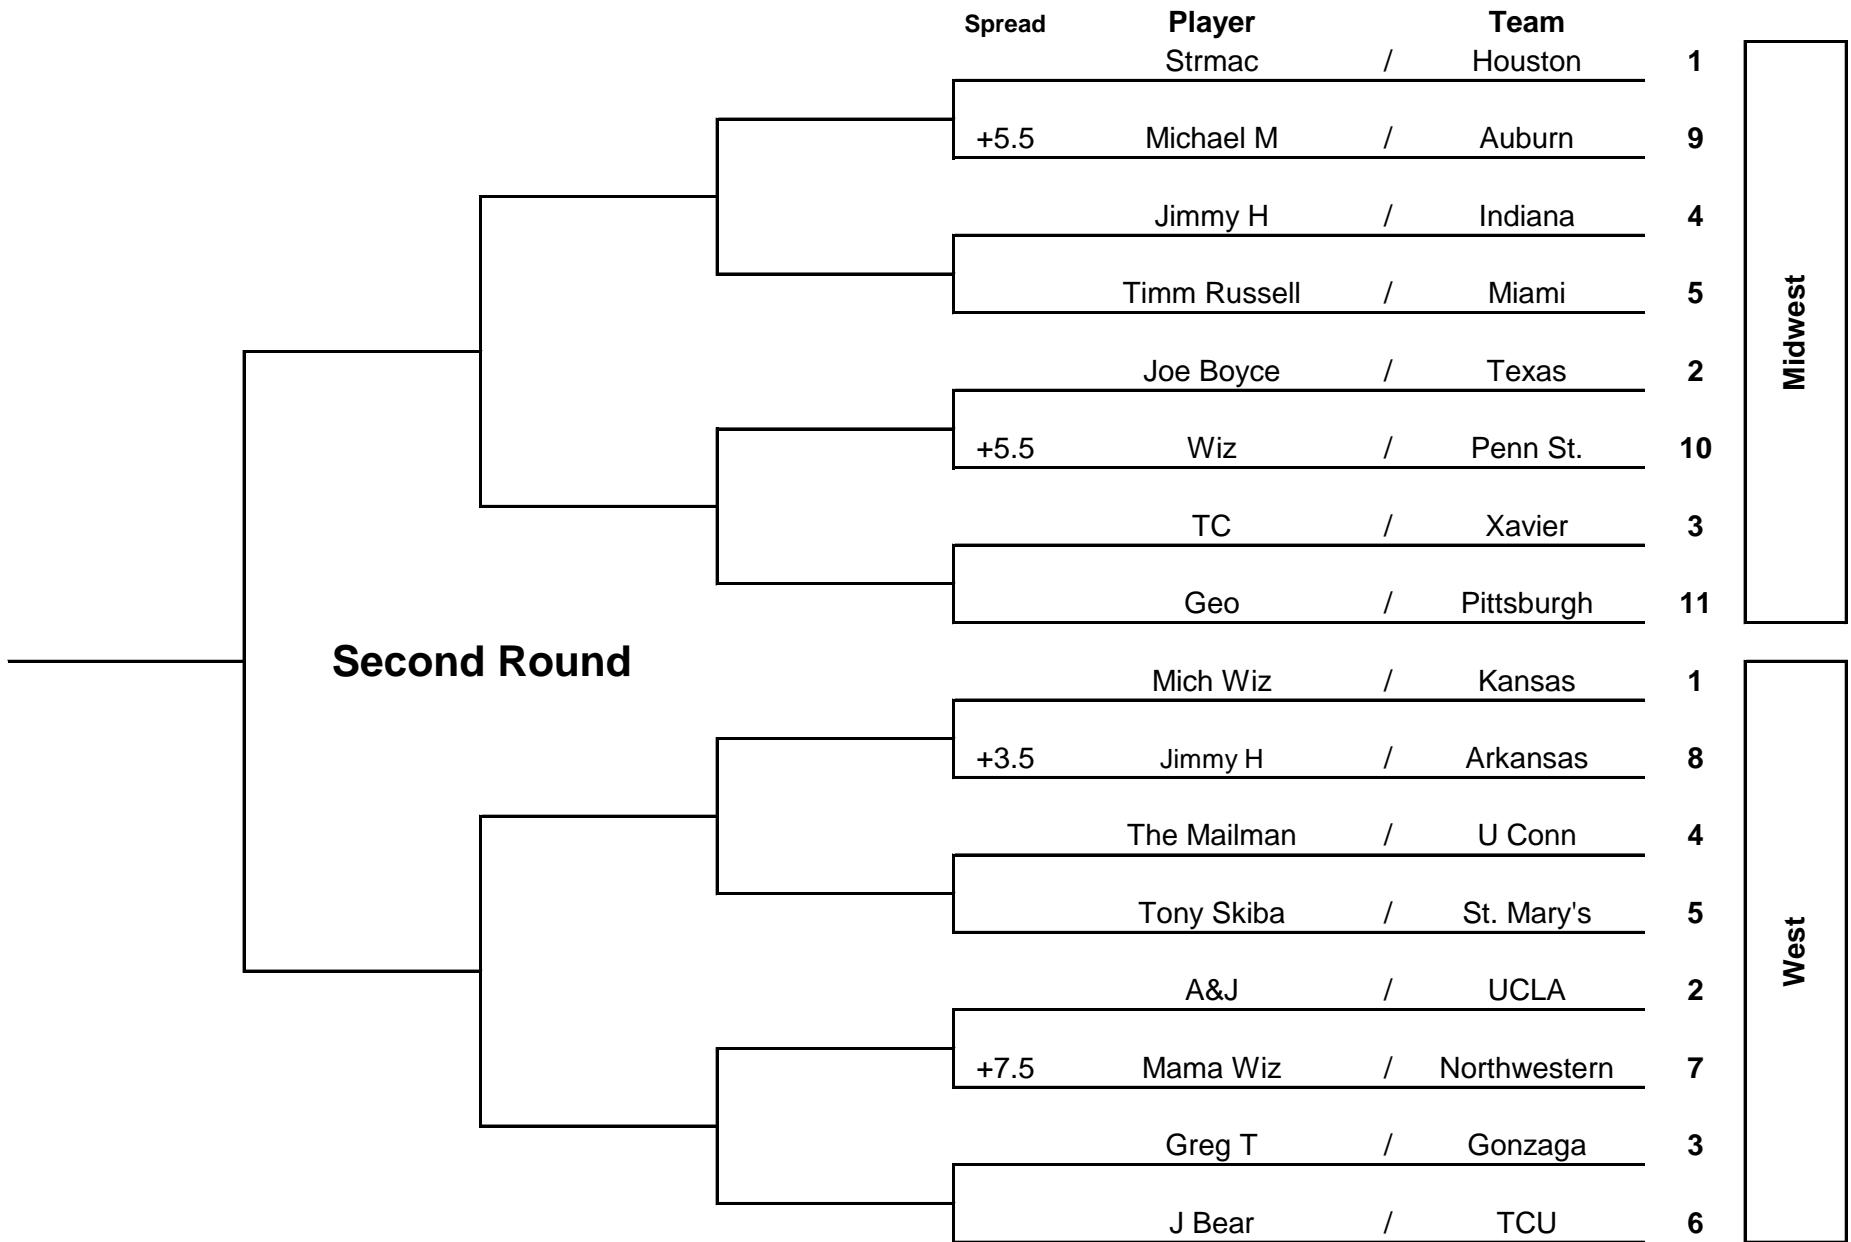 Spread Player Team
Strmac / Houston 1
+5.5 Michael M / Auburn 9
Jimmy H / Indiana 4
Timm Russell / Miami 5
Joe Boyce / Texas 2
+5.5 Wiz / Penn St. 10
TC / Xavier 3
Geo / Pittsburgh 11
Midwest
Second Round
Mich Wiz / Kansas 1
+3.5 Jimmy H / Arkansas 8
The Mailman / U Conn 4
Tony Skiba / St. Mary's 5
A&J / UCLA 2
+7.5 Mama Wiz / Northwestern 7
Greg T / Gonzaga 3
J Bear / TCU 6
West